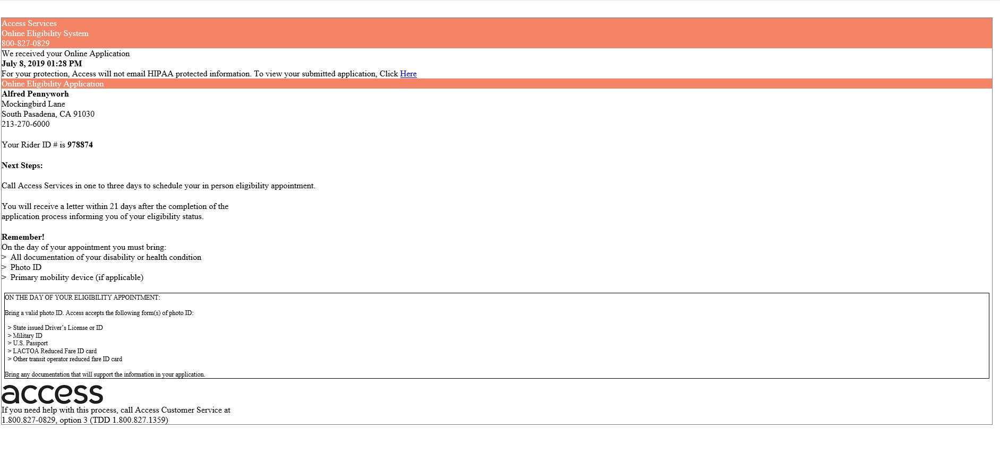 Access Services
Online Eligibility System
800-827-0829
We received your Online Application
July 8, 2019 01:28 PM
For your protection, Access will not email HIPAA protected information. To view your submitted application, Click Here
Online Eligibility Application
Alfred Pennyworh
Mockingbird Lane
South Pasadena, CA 91030
213-270-6000
Your Rider ID # is 978874
Next Steps:
Call Access Services in one to three days to schedule your in person eligibility appointment.
You will receive a letter within 21 days after the completion of the
application process informing you of your eligibility status.
Remember!
On the day of your appointment you must bring:
> All documentation of your disability or health condition
> Photo ID
> Primary mobility device (if applicable)
ON THE DAY OF YOUR ELIGIBILITY APPOINTMENT:
Bring a valid photo ID. Access accepts the following form(s) of photo ID:
> State issued Driver’s License or ID
> Military ID
> U.S. Passport
> LACTOA Reduced Fare ID card
> Other transit operator reduced fare ID card
Bring any documentation that will support the information in your application.
access
If you need help with this process, call Access Customer Service at
1.800.827-0829, option 3 (TDD 1.800.827.1359)